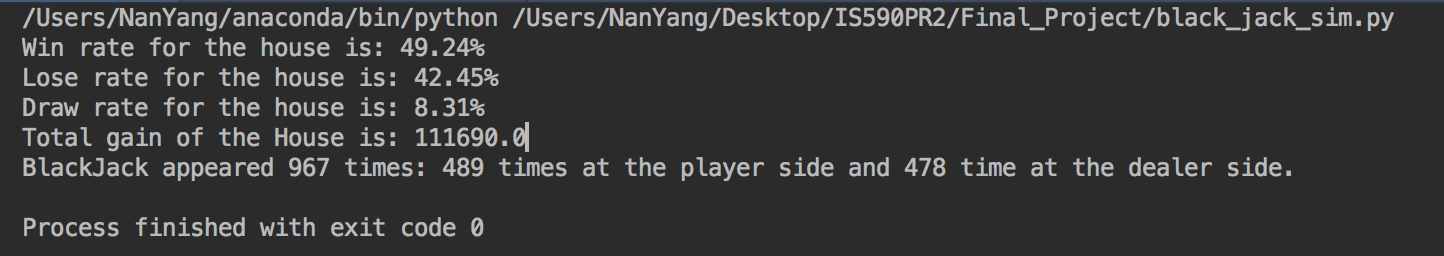 /Users/NanYang/anaconda/bin/python /Users/NanYang/Desktop/IS590PR2/Final_Project/black_jack_sim.py
Win rate for the house is: 49.24%
Lose rate for the house is: 42.45%
Draw rate for the house is: 8.31%
Total gain of the House is: 111690.0
BlackJack appeared 967 times: 489 times at the player side and 478 time at the dealer side.
Process finished with exit code 0